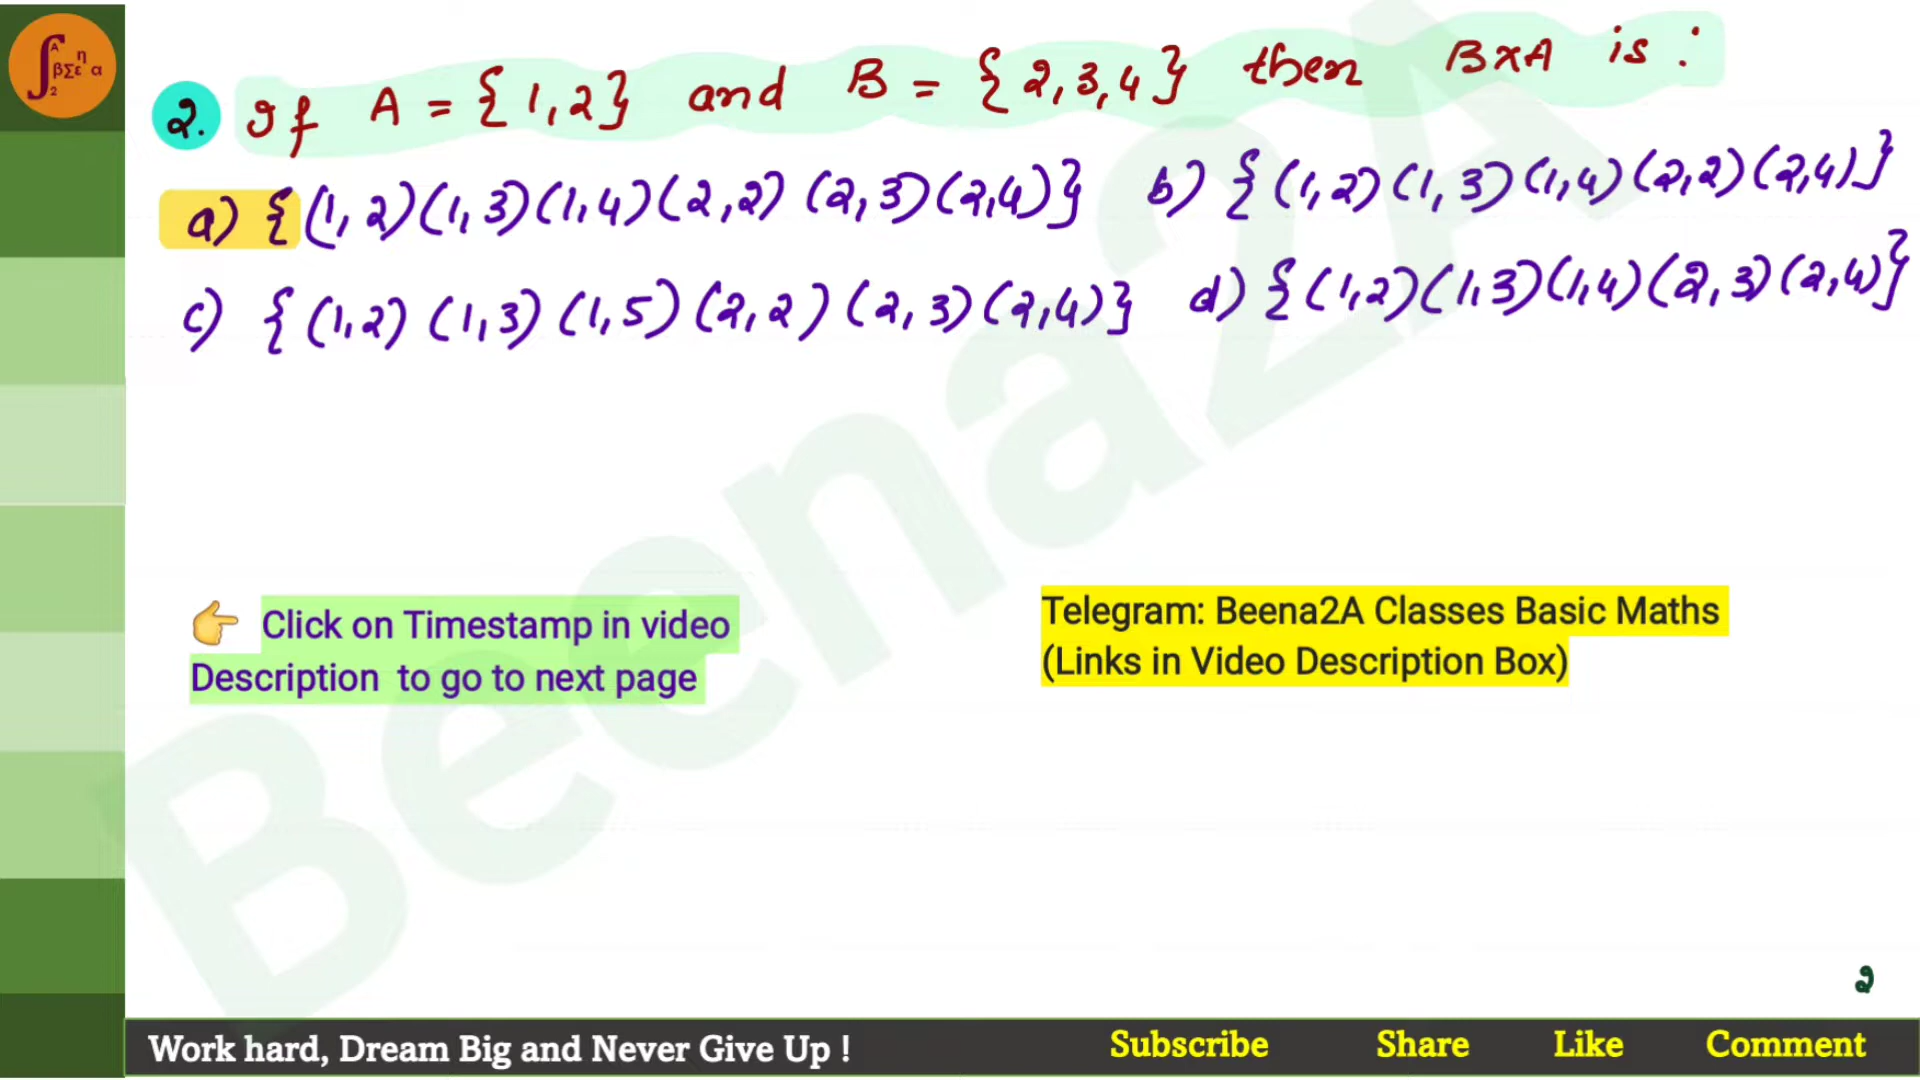 2. If A = {1,2} and B = {2,3,4} then B×A is :
a) {(1,2)(1,3)(1,4)(2,2)(2,3)(2,4)} b) {(1,2)(1,3)(1,4)(2,2)(2,4)}
c) {(1,2)(1,3)(1,5)(2,2)(2,3)(2,4)} d) {(1,2)(1,3)(1,4)(2,3)(2,4)}
👉 Click on Timestamp in video
Description to go to next page
Telegram: Beena2A Classes Basic Maths
(Links in Video Description Box)
Beena2A
2
Work hard, Dream Big and Never Give Up ! Subscribe Share Like Comment